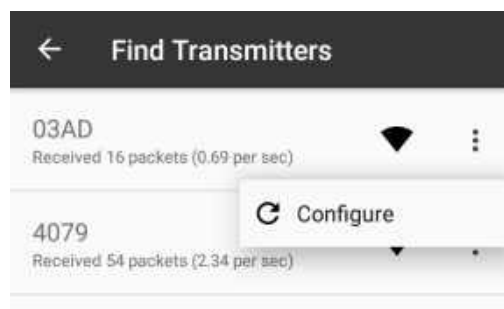 Find Transmitters
03AD
Received 16 packets (0.69 per sec)
Configure
4079
Received 54 packets (2.34 per sec)